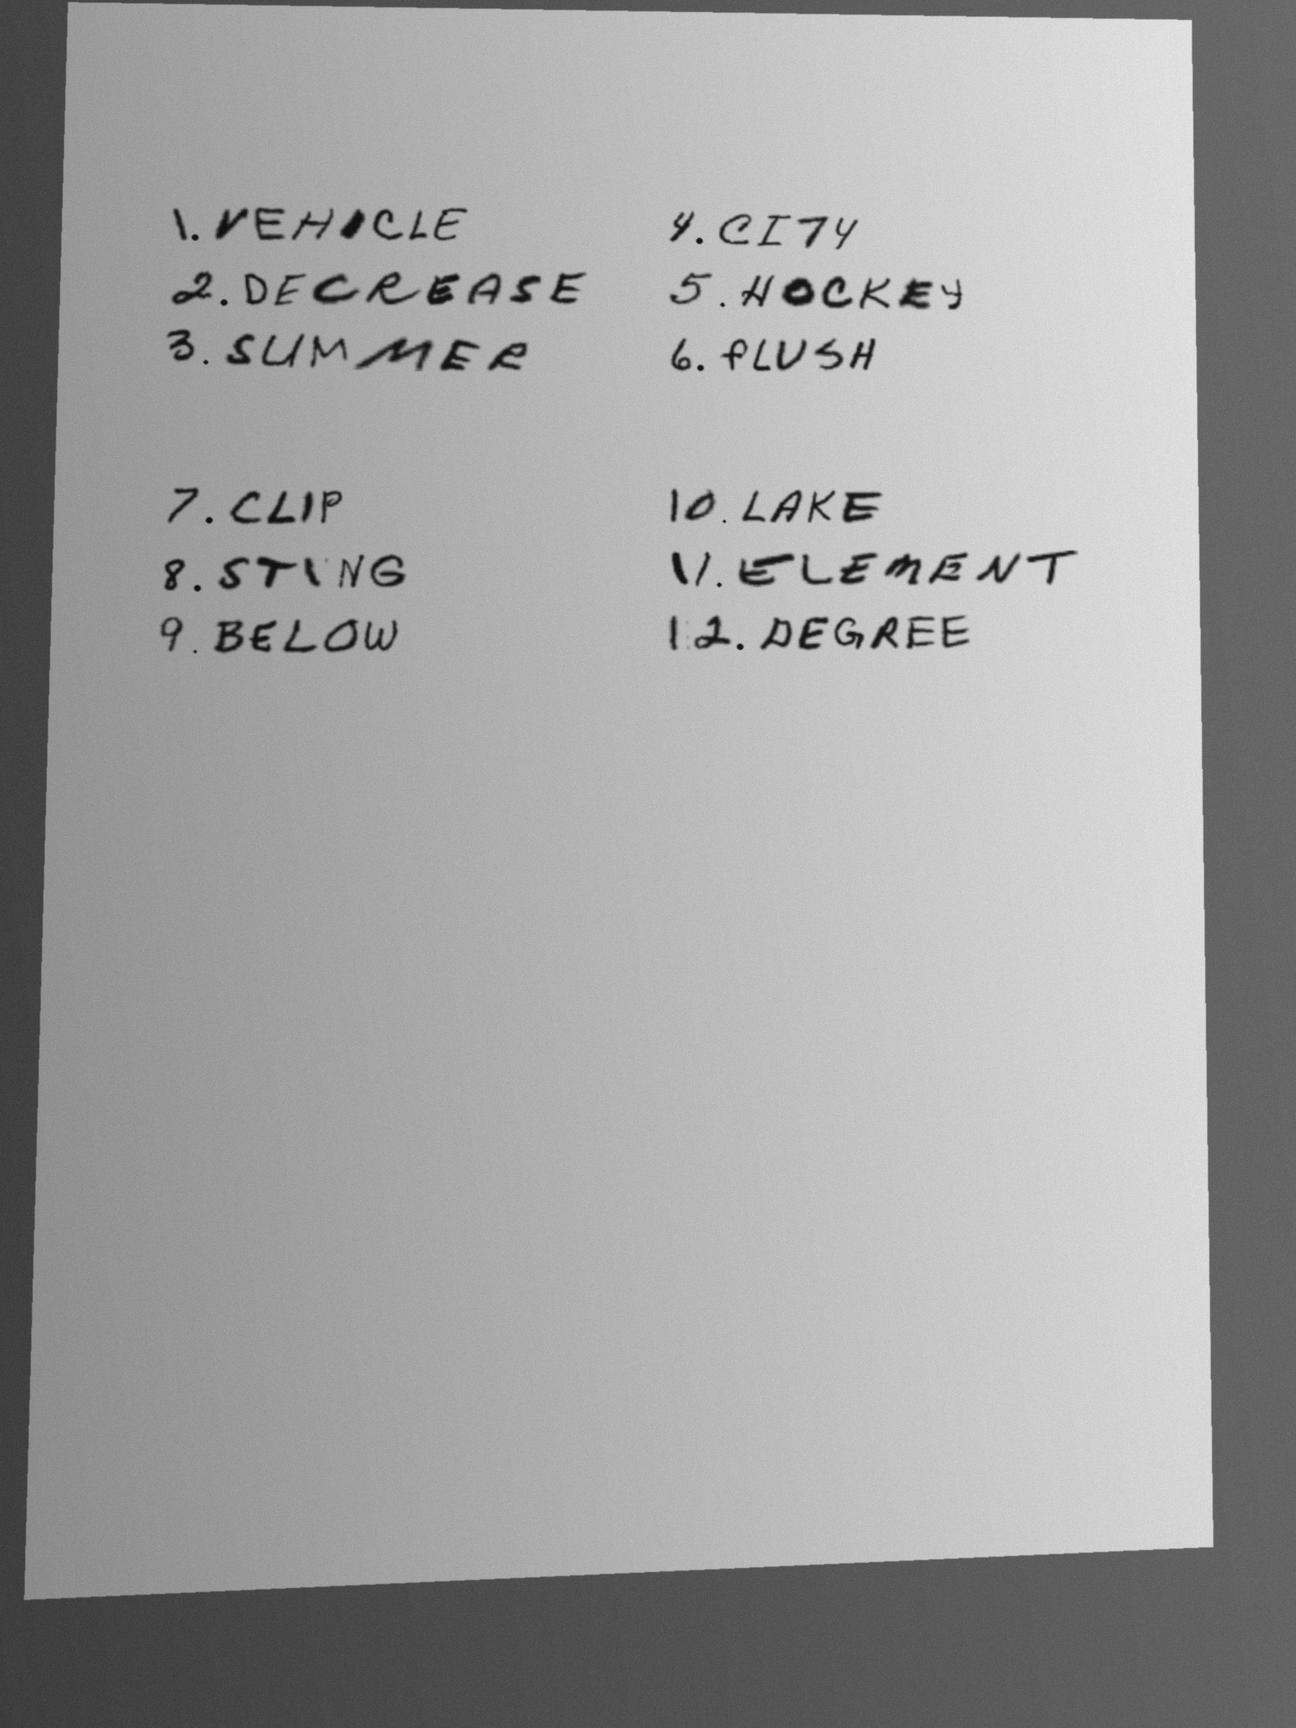 1. VEHICLE
2. DECREASE
3. SUMMER
4. CITY
5. HOCKEY
6. PLUSH
7. CLIP
8. STING
9. BELOW
10. LAKE
11. ELEMENT
12. DEGREE